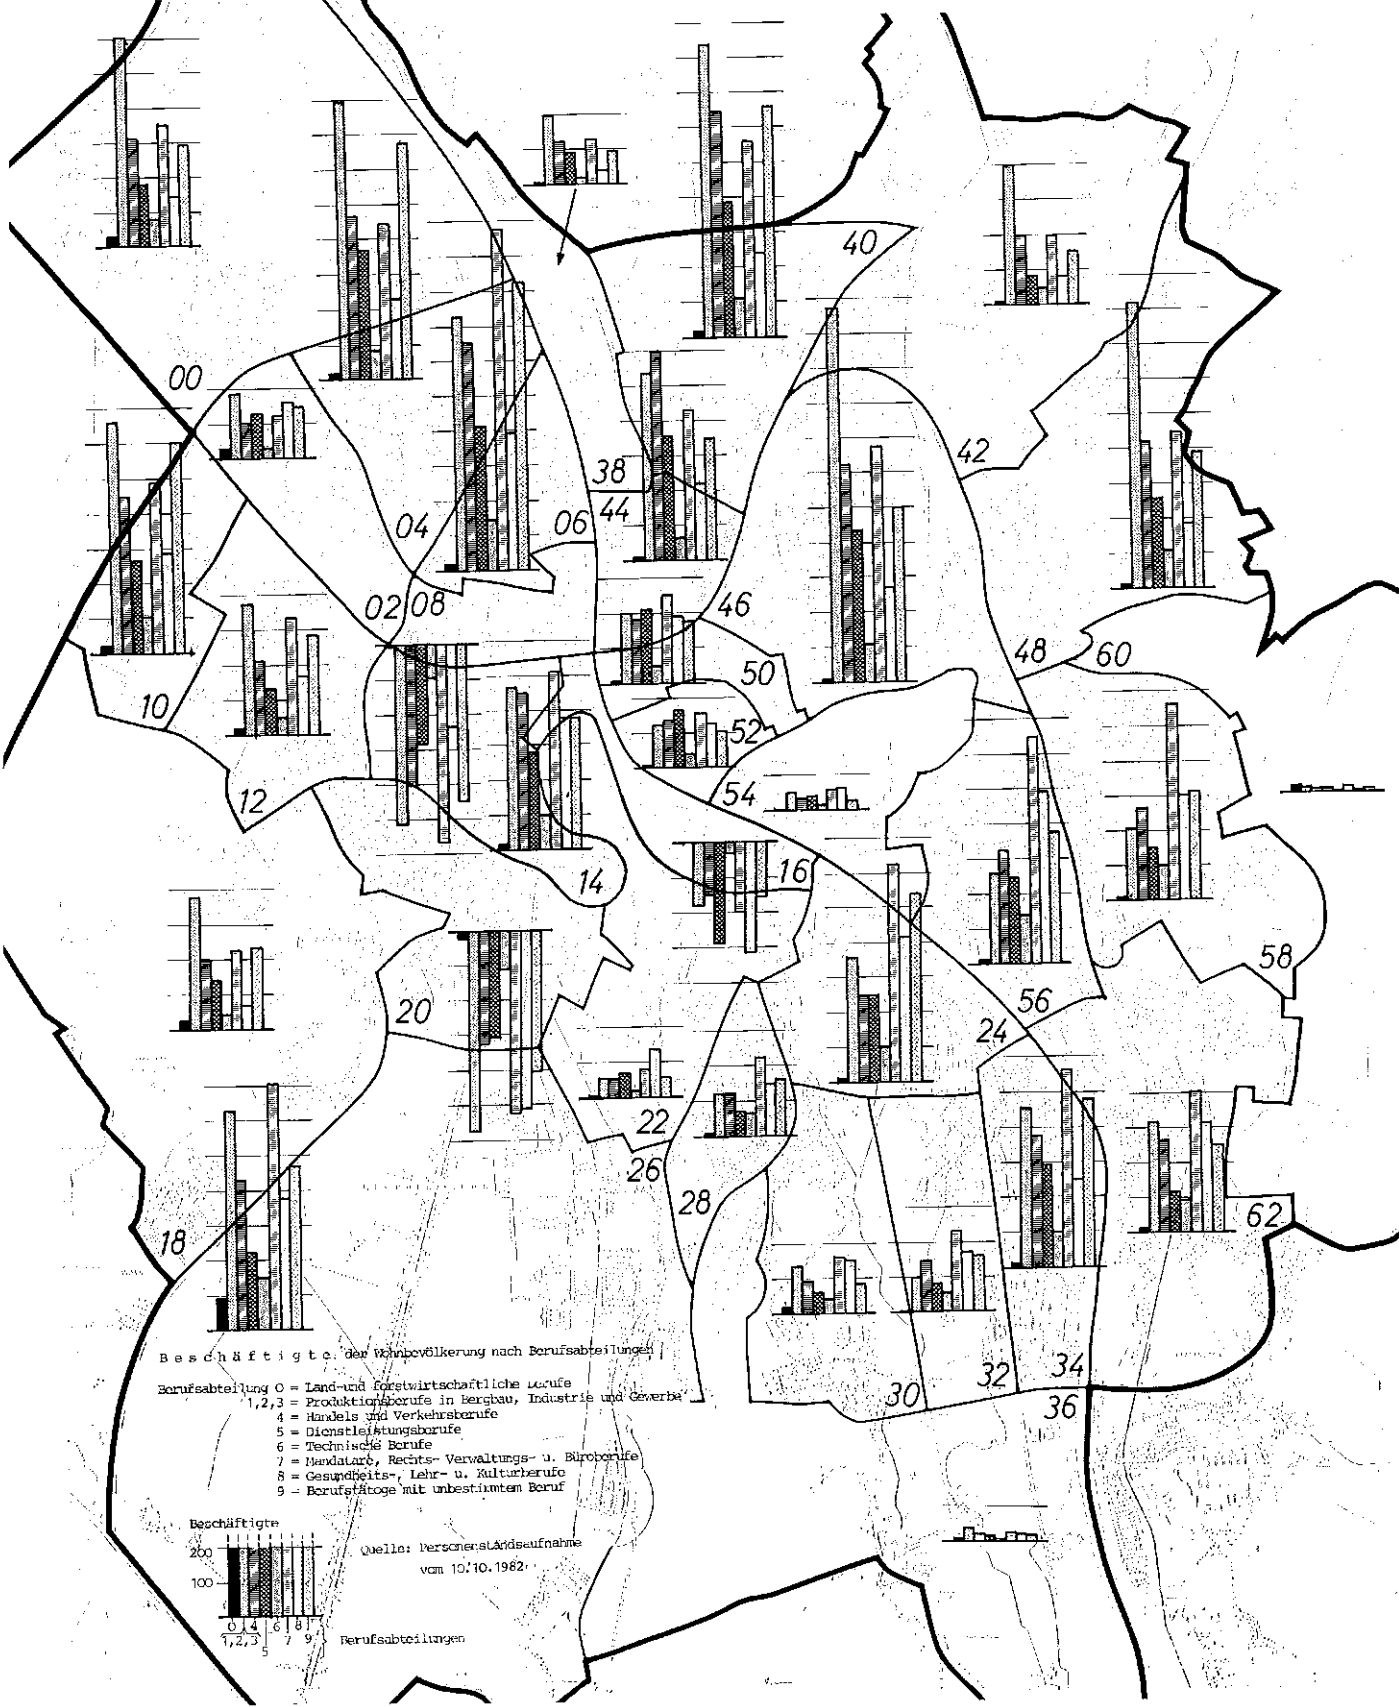 40
00
42
38
04
06
44
02
08
46
48
60
10
50
52
12
54
16
14
58
20
56
24
22
26
28
18
62
32
34
30
36
Beschäftigte der Wohnbevölkerung nach Berufsabteilungen
Berufsabteilung 0 = Land-und forstwirtschaftliche Berufe
1,2,3 = Produktionsberufe in Bergbau, Industrie und Gewerbe
4 = Handels und Verkehrsberufe
5 = Dienstleistungsberufe
6 = Technische Berufe
7 = Mandatare, Rechts- Verwaltungs- u. Büroberufe
8 = Gesundheits-, Lehr- u. Kulturberufe
9 = Berufstätige mit unbestimmtem Beruf
Beschäftigte
200
Quelle: Personenstandsaufnahme
vom 10.10.1982
100
0 4 6 8
1,2,3 7 9
5
Berufsabteilungen